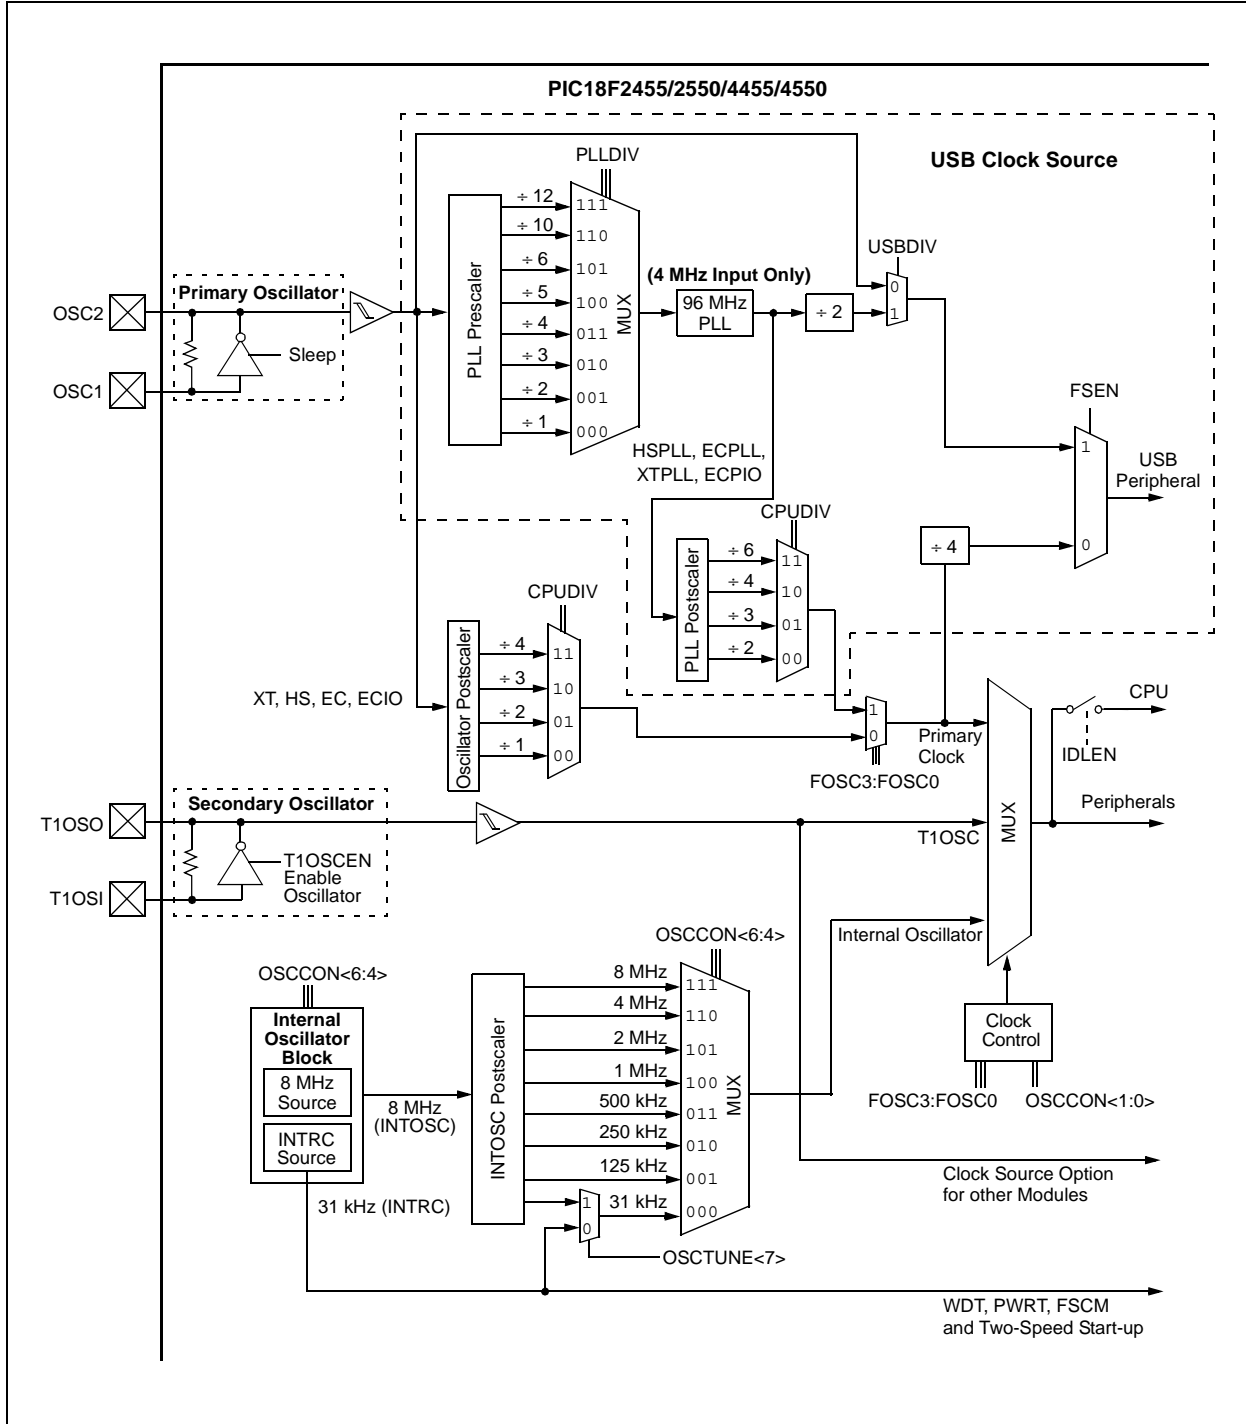 PIC18F2455/2550/4455/4550
USB Clock Source
PLLDIV
PLL Prescaler
÷ 12
÷ 10
÷ 6
÷ 5
÷ 4
÷ 3
÷ 2
÷ 1
111
110
101
100
011
010
001
000
MUX
(4 MHz Input Only)
96 MHz
PLL
÷ 2
USBDIV
0
1
Primary Oscillator
OSC2
OSC1
Sleep
HSPLL, ECPLL,
XTPLL, ECPIO
FSEN
1
0
USB
Peripheral
÷ 4
CPUDIV
PLL Postscaler
÷ 6
÷ 4
÷ 3
÷ 2
11
10
01
00
CPUDIV
XT, HS, EC, ECIO
Oscillator Postscaler
÷ 4
÷ 3
÷ 2
÷ 1
11
10
01
00
1
0
FOSC3:FOSC0
Primary
Clock
CPU
IDLEN
Peripherals
MUX
Secondary Oscillator
T1OSO
T1OSI
T1OSCEN
Enable
Oscillator
T1OSC
Internal Oscillator
OSCCON<6:4>
Internal
Oscillator
Block
8 MHz
Source
INTRC
Source
8 MHz
(INTOSC)
31 kHz (INTRC)
INTOSC Postscaler
OSCCON<6:4>
8 MHz
4 MHz
2 MHz
1 MHz
500 kHz
250 kHz
125 kHz
31 kHz
1
0
111
110
101
100
011
010
001
000
MUX
OSCTUNE<7>
Clock
Control
FOSC3:FOSC0
OSCCON<1:0>
Clock Source Option
for other Modules
WDT, PWRT, FSCM
and Two-Speed Start-up